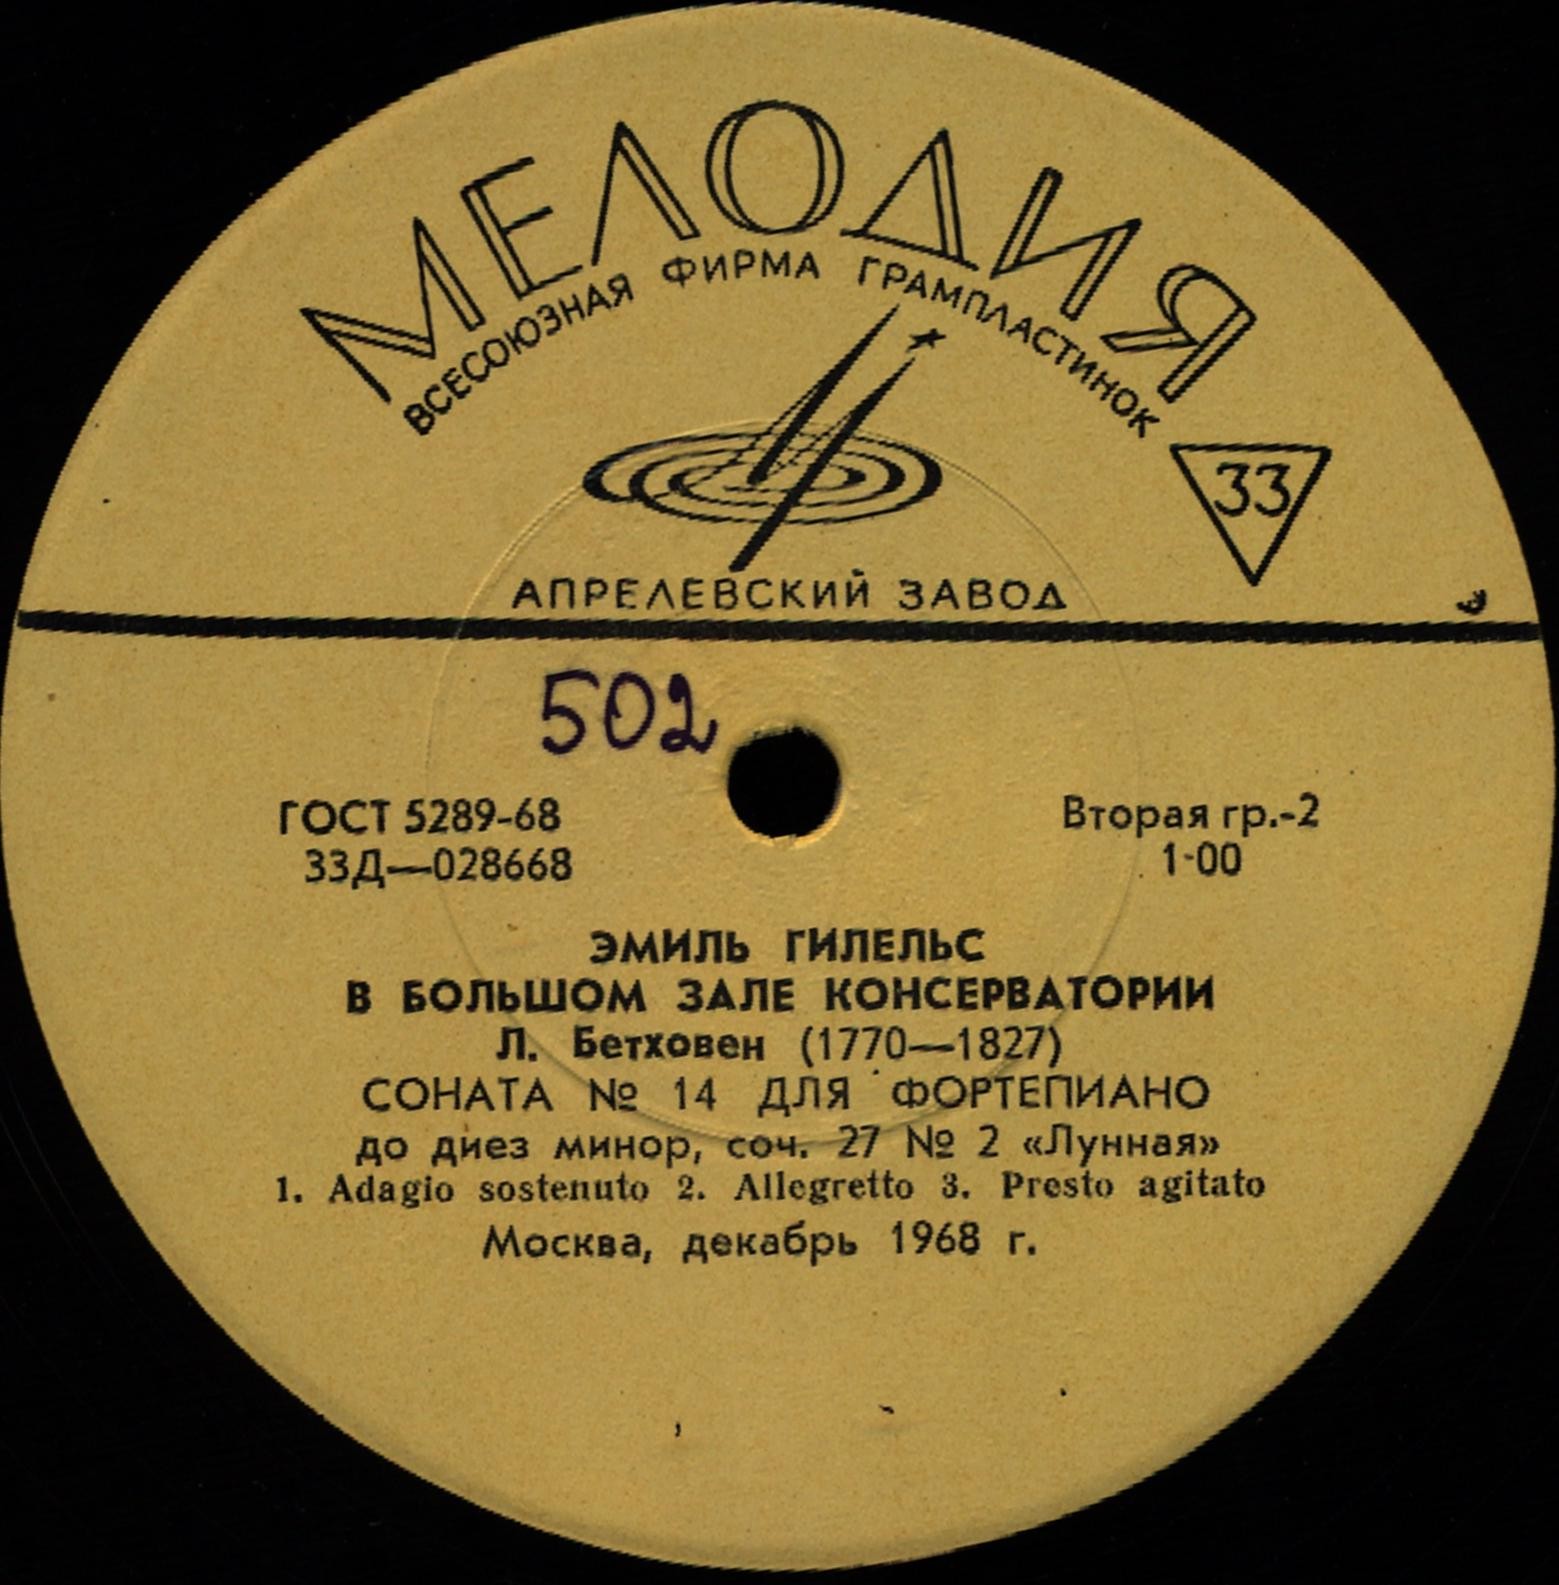 МЕЛОДИЯ
ВСЕСОЮЗНАЯ ФИРМА ГРАМПЛАСТИНОК
33
АПРЕЛЕВСКИЙ ЗАВОД
502
ГОСТ 5289-68
33Д—028668
Вторая гр.-2
1-00
ЭМИЛЬ ГИЛЕЛЬС
В БОЛЬШОМ ЗАЛЕ КОНСЕРВАТОРИИ
Л. Бетховен (1770—1827)
СОНАТА № 14 ДЛЯ ФОРТЕПИАНО
до диез минор, соч. 27 № 2 «Лунная»
1. Adagio sostenuto 2. Allegretto 3. Presto agitato
Москва, декабрь 1968 г.